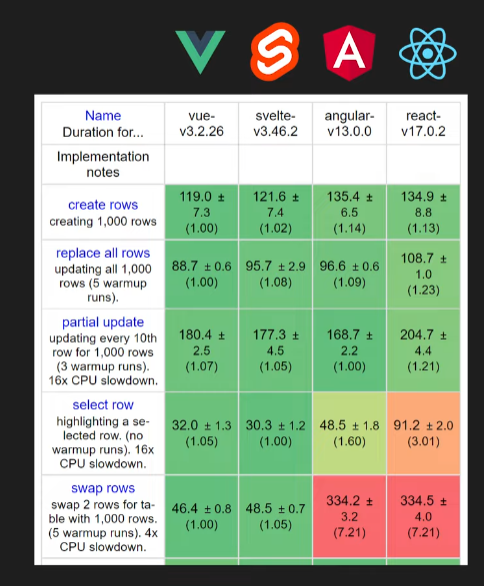 Name
Duration for...
vue-
v3.2.26
svelte-
v3.46.2
angular-
v13.0.0
react-
v17.0.2
Implementation
notes
create rows
creating 1,000 rows
119.0 ±
7.3
(1.00)
121.6 ±
7.4
(1.02)
135.4 ±
6.5
(1.14)
134.9 ±
8.8
(1.13)
replace all rows
updating all 1,000
rows (5 warmup
runs).
88.7 ± 0.6
(1.00)
95.7 ± 2.9
(1.08)
96.6 ± 0.6
(1.09)
108.7 ±
1.0
(1.23)
partial update
updating every 10th
row for 1,000 rows
(3 warmup runs).
16x CPU slowdown.
180.4 ±
2.5
(1.07)
177.3 ±
4.5
(1.05)
168.7 ±
2.2
(1.00)
204.7 ±
4.4
(1.21)
select row
highlighting a se-
lected row. (no
warmup runs). 16x
CPU slowdown.
32.0 ± 1.3
(1.05)
30.3 ± 1.2
(1.00)
48.5 ± 1.8
(1.60)
91.2 ± 2.0
(3.01)
swap rows
swap 2 rows for ta-
ble with 1,000 rows.
(5 warmup runs). 4x
CPU slowdown.
46.4 ± 0.8
(1.00)
48.5 ± 0.7
(1.05)
334.2 ±
3.2
(7.21)
334.5 ±
4.0
(7.21)